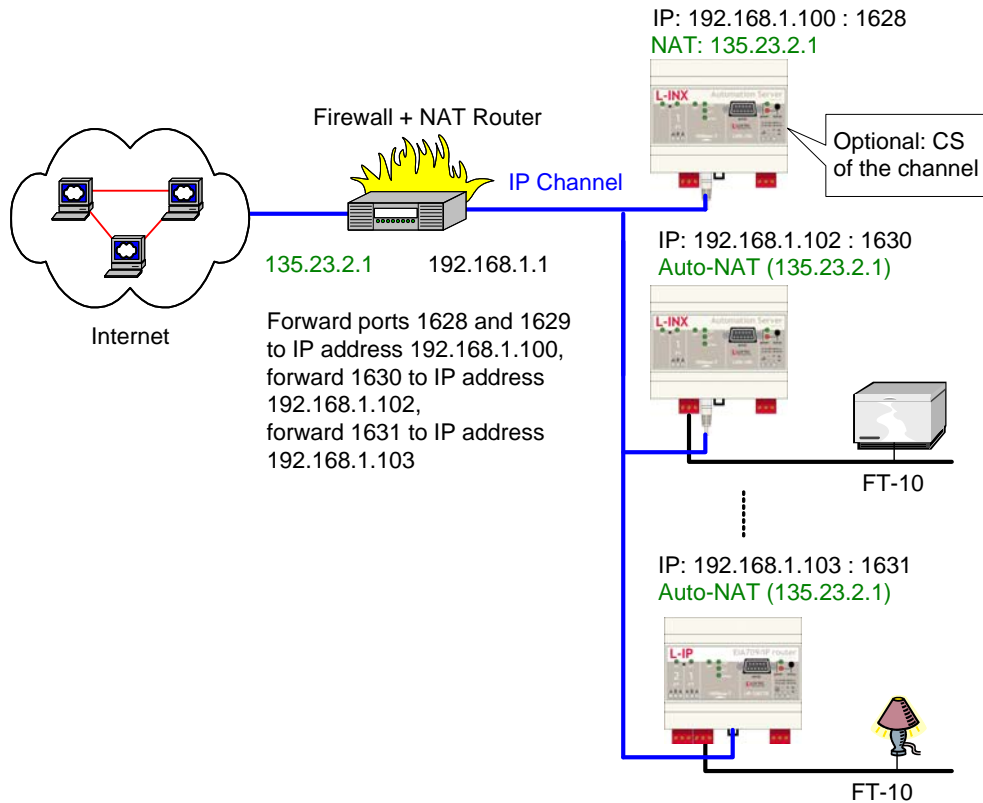 IP: 192.168.1.100 : 1628
NAT: 135.23.2.1
L-INX Automation Server
1
Optional: CS
of the channel
Firewall + NAT Router
IP Channel
135.23.2.1 192.168.1.1
Internet
Forward ports 1628 and 1629
to IP address 192.168.1.100,
forward 1630 to IP address
192.168.1.102,
forward 1631 to IP address
192.168.1.103
IP: 192.168.1.102 : 1630
Auto-NAT (135.23.2.1)
L-INX Automation Server
1
FT-10
IP: 192.168.1.103 : 1631
Auto-NAT (135.23.2.1)
L-IP EIA709/IP router
2 1
FT-10